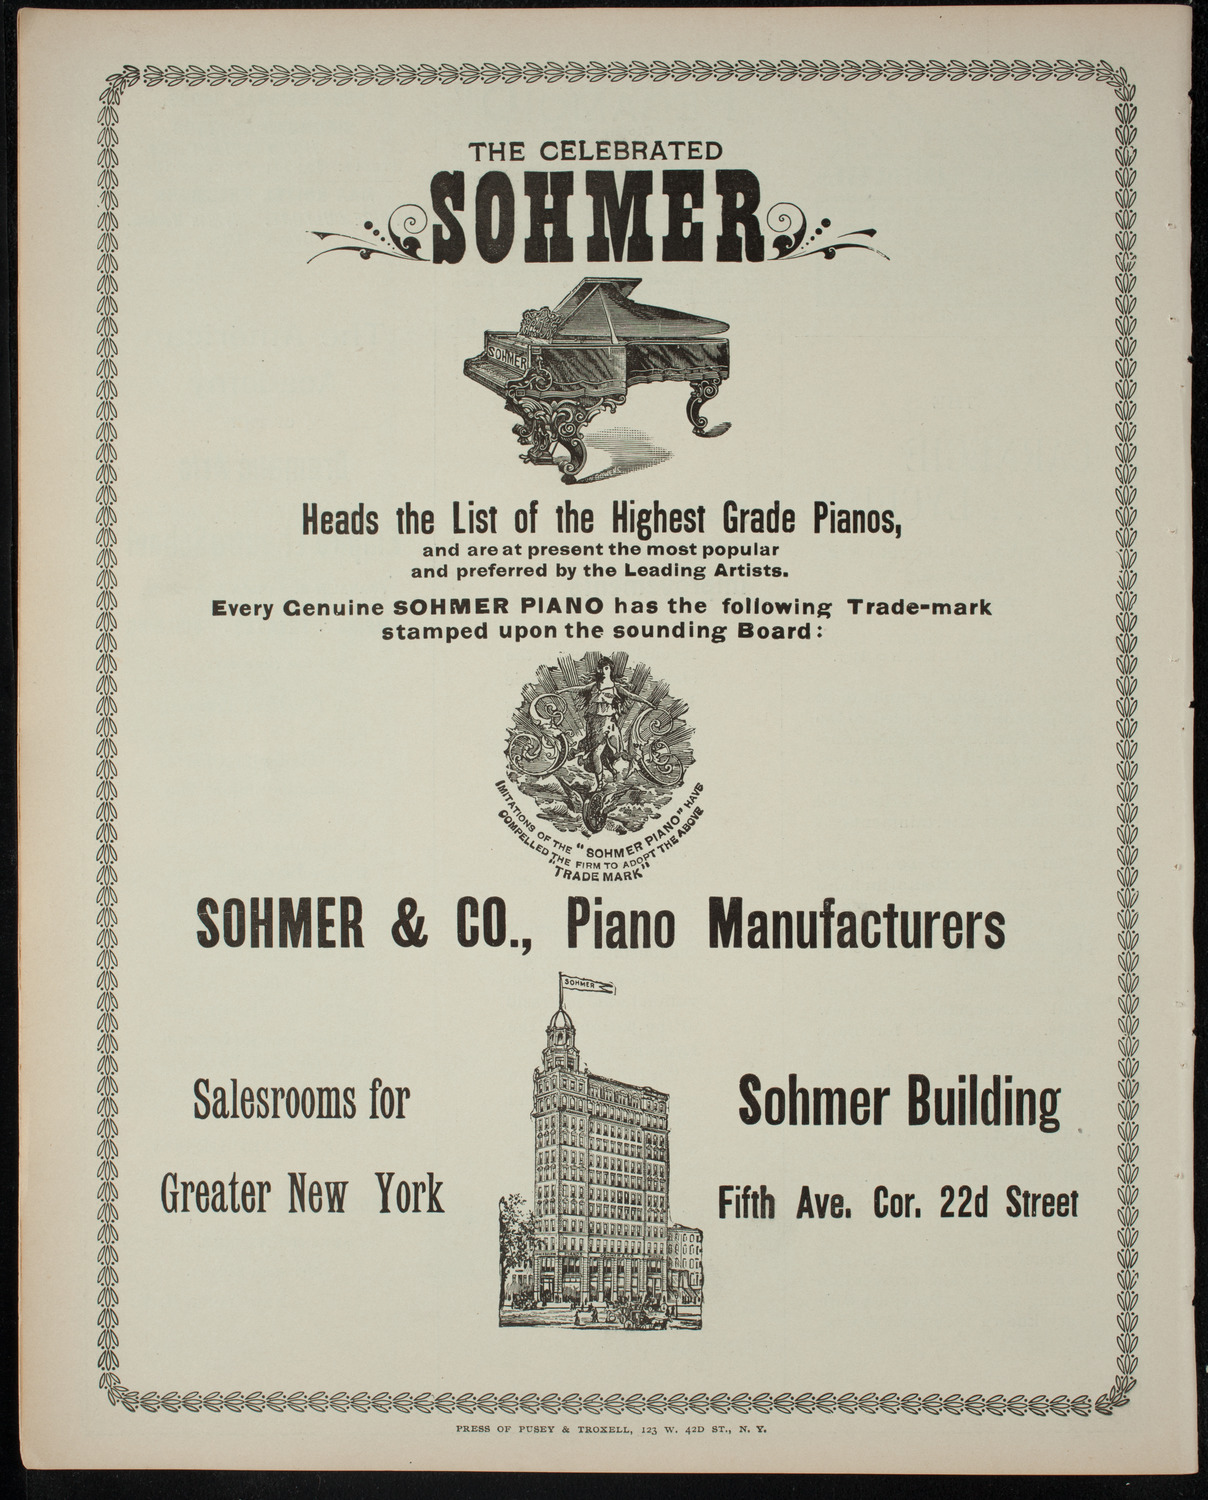 THE CELEBRATED
SOHMER
SOHMER
Heads the List of the Highest Grade Pianos,
and are at present the most popular
and preferred by the Leading Artists.
Every Genuine SOHMER PIANO has the following Trade-mark
stamped upon the sounding Board:
IMITATIONS OF THE "SOHMER PIANO" HAVE
COMPELLED THE FIRM TO ADOPT THE ABOVE
"TRADE MARK"
SOHMER & CO., Piano Manufacturers
SOHMER
Salesrooms for
Greater New York
Sohmer Building
Fifth Ave. Cor. 22d Street
PRESS OF PUSEY & TROXELL, 123 W. 42D ST., N. Y.